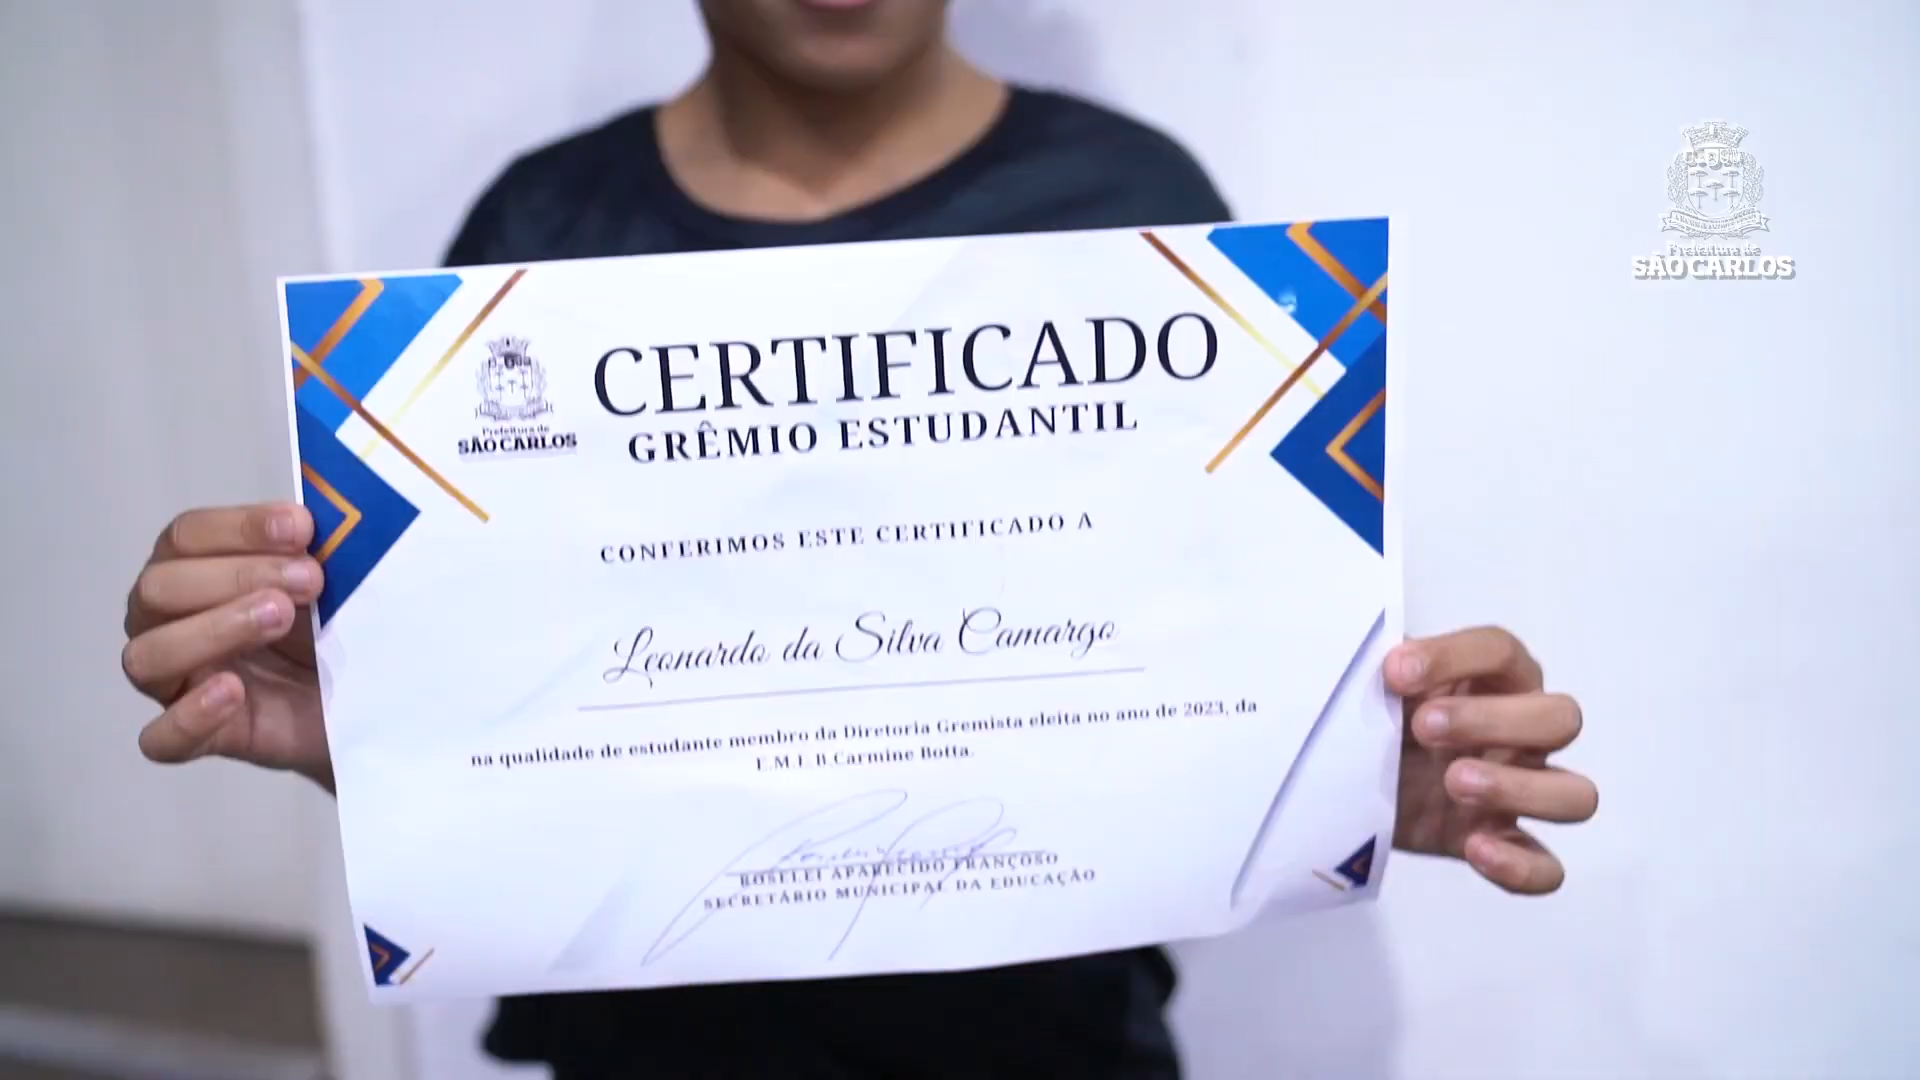 Prefeitura de
SÃO CARLOS
CERTIFICADO
GRÊMIO ESTUDANTIL
Prefeitura de
SÃO CARLOS
CONFERIMOS ESTE CERTIFICADO A
Leonardo da Silva Camargo
na qualidade de estudante membro da Diretoria Gremista eleita no ano de 2023, da
E.M.E.B Carmine Botta.
ROSELEI APARECIDO FRANÇOSO
SECRETÁRIO MUNICIPAL DA EDUCAÇÃO